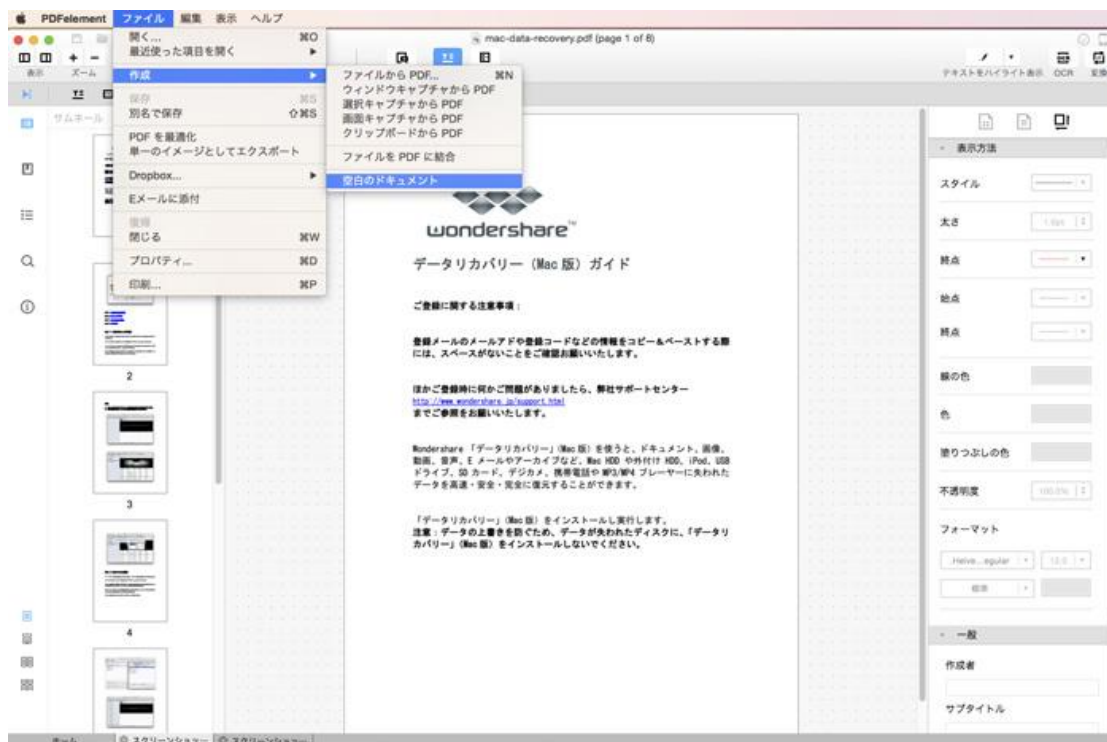 PDFelement ファイル 編集 表示 ヘルプ
mac-data-recovery.pdf (page 1 of 8)
開く... ⌘O
最近使った項目を開く
作成
保存 ⌘S
別名で保存 ⇧⌘S
PDF を最適化
単一のイメージとしてエクスポート
Dropbox...
Eメールに添付
復帰
閉じる ⌘W
プロパティ... ⌘D
印刷... ⌘P
ファイルから PDF... ⌘N
ウィンドウキャプチャから PDF
選択キャプチャから PDF
画面キャプチャから PDF
クリップボードから PDF
ファイルを PDF に結合
空白のドキュメント
表示 ズーム
テキストをハイライト表示 OCR 変換
サムネール
2
3
4
wondershare™
データリカバリー（Mac 版）ガイド
ご登録に関する注意事項：
登録メールのメールアドや登録コードなどの情報をコピー＆ペーストする際
には、スペースがないことをご確認お願いいたします。
ほかご登録時に何かご問題がありましたら、弊社サポートセンター
http://www.wondershare.jp/support.html
までご参照をお願いいたします。
Wondershare 「データリカバリー」(Mac 版) を使うと、ドキュメント、画像、
動画、音声、E メールやアーカイブなど、Mac HDD や外付け HDD、iPod、USB
ドライブ、SD カード、デジカメ、携帯電話や MP3/MP4 プレーヤーに失われた
データを高速・安全・完全に復元することができます。
「データリカバリー」(Mac 版) をインストールし実行します。
注意：データの上書きを防ぐため、データが失われたディスクに、「データリ
カバリー」(Mac 版) をインストールしないでください。
表示方法
スタイル
太さ
終点
始点
終点
線の色
色
塗りつぶしの色
不透明度 100.0%
フォーマット
標準
一般
作成者
サブタイトル